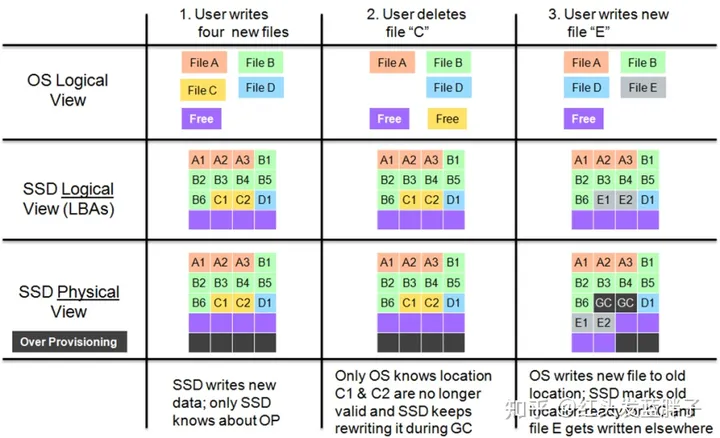 1. User writes
four new files
2. User deletes
file “C”
3. User writes new
file “E”
OS Logical
View
File A
File B
File C
File D
Free
File A
File B
File D
Free
Free
File A
File B
File D
File E
Free
SSD Logical
View (LBAs)
A1 A2 A3 B1
B2 B3 B4 B5
B6 C1 C2 D1
A1 A2 A3 B1
B2 B3 B4 B5
B6 C1 C2 D1
A1 A2 A3 B1
B2 B3 B4 B5
B6 E1 E2 D1
SSD Physical
View
Over Provisioning
A1 A2 A3 B1
B2 B3 B4 B5
B6 C1 C2 D1
A1 A2 A3 B1
B2 B3 B4 B5
B6 C1 C2 D1
A1 A2 A3 B1
B2 B3 B4 B5
B6 GC GC D1
E1 E2
SSD writes new
data; only SSD
knows about OP
Only OS knows location
C1 & C2 are no longer
valid and SSD keeps
rewriting it during GC
OS writes new file to old
location; SSD marks old
location ready for GC and
file E gets written elsewhere
知乎 @红头发蓝胖子